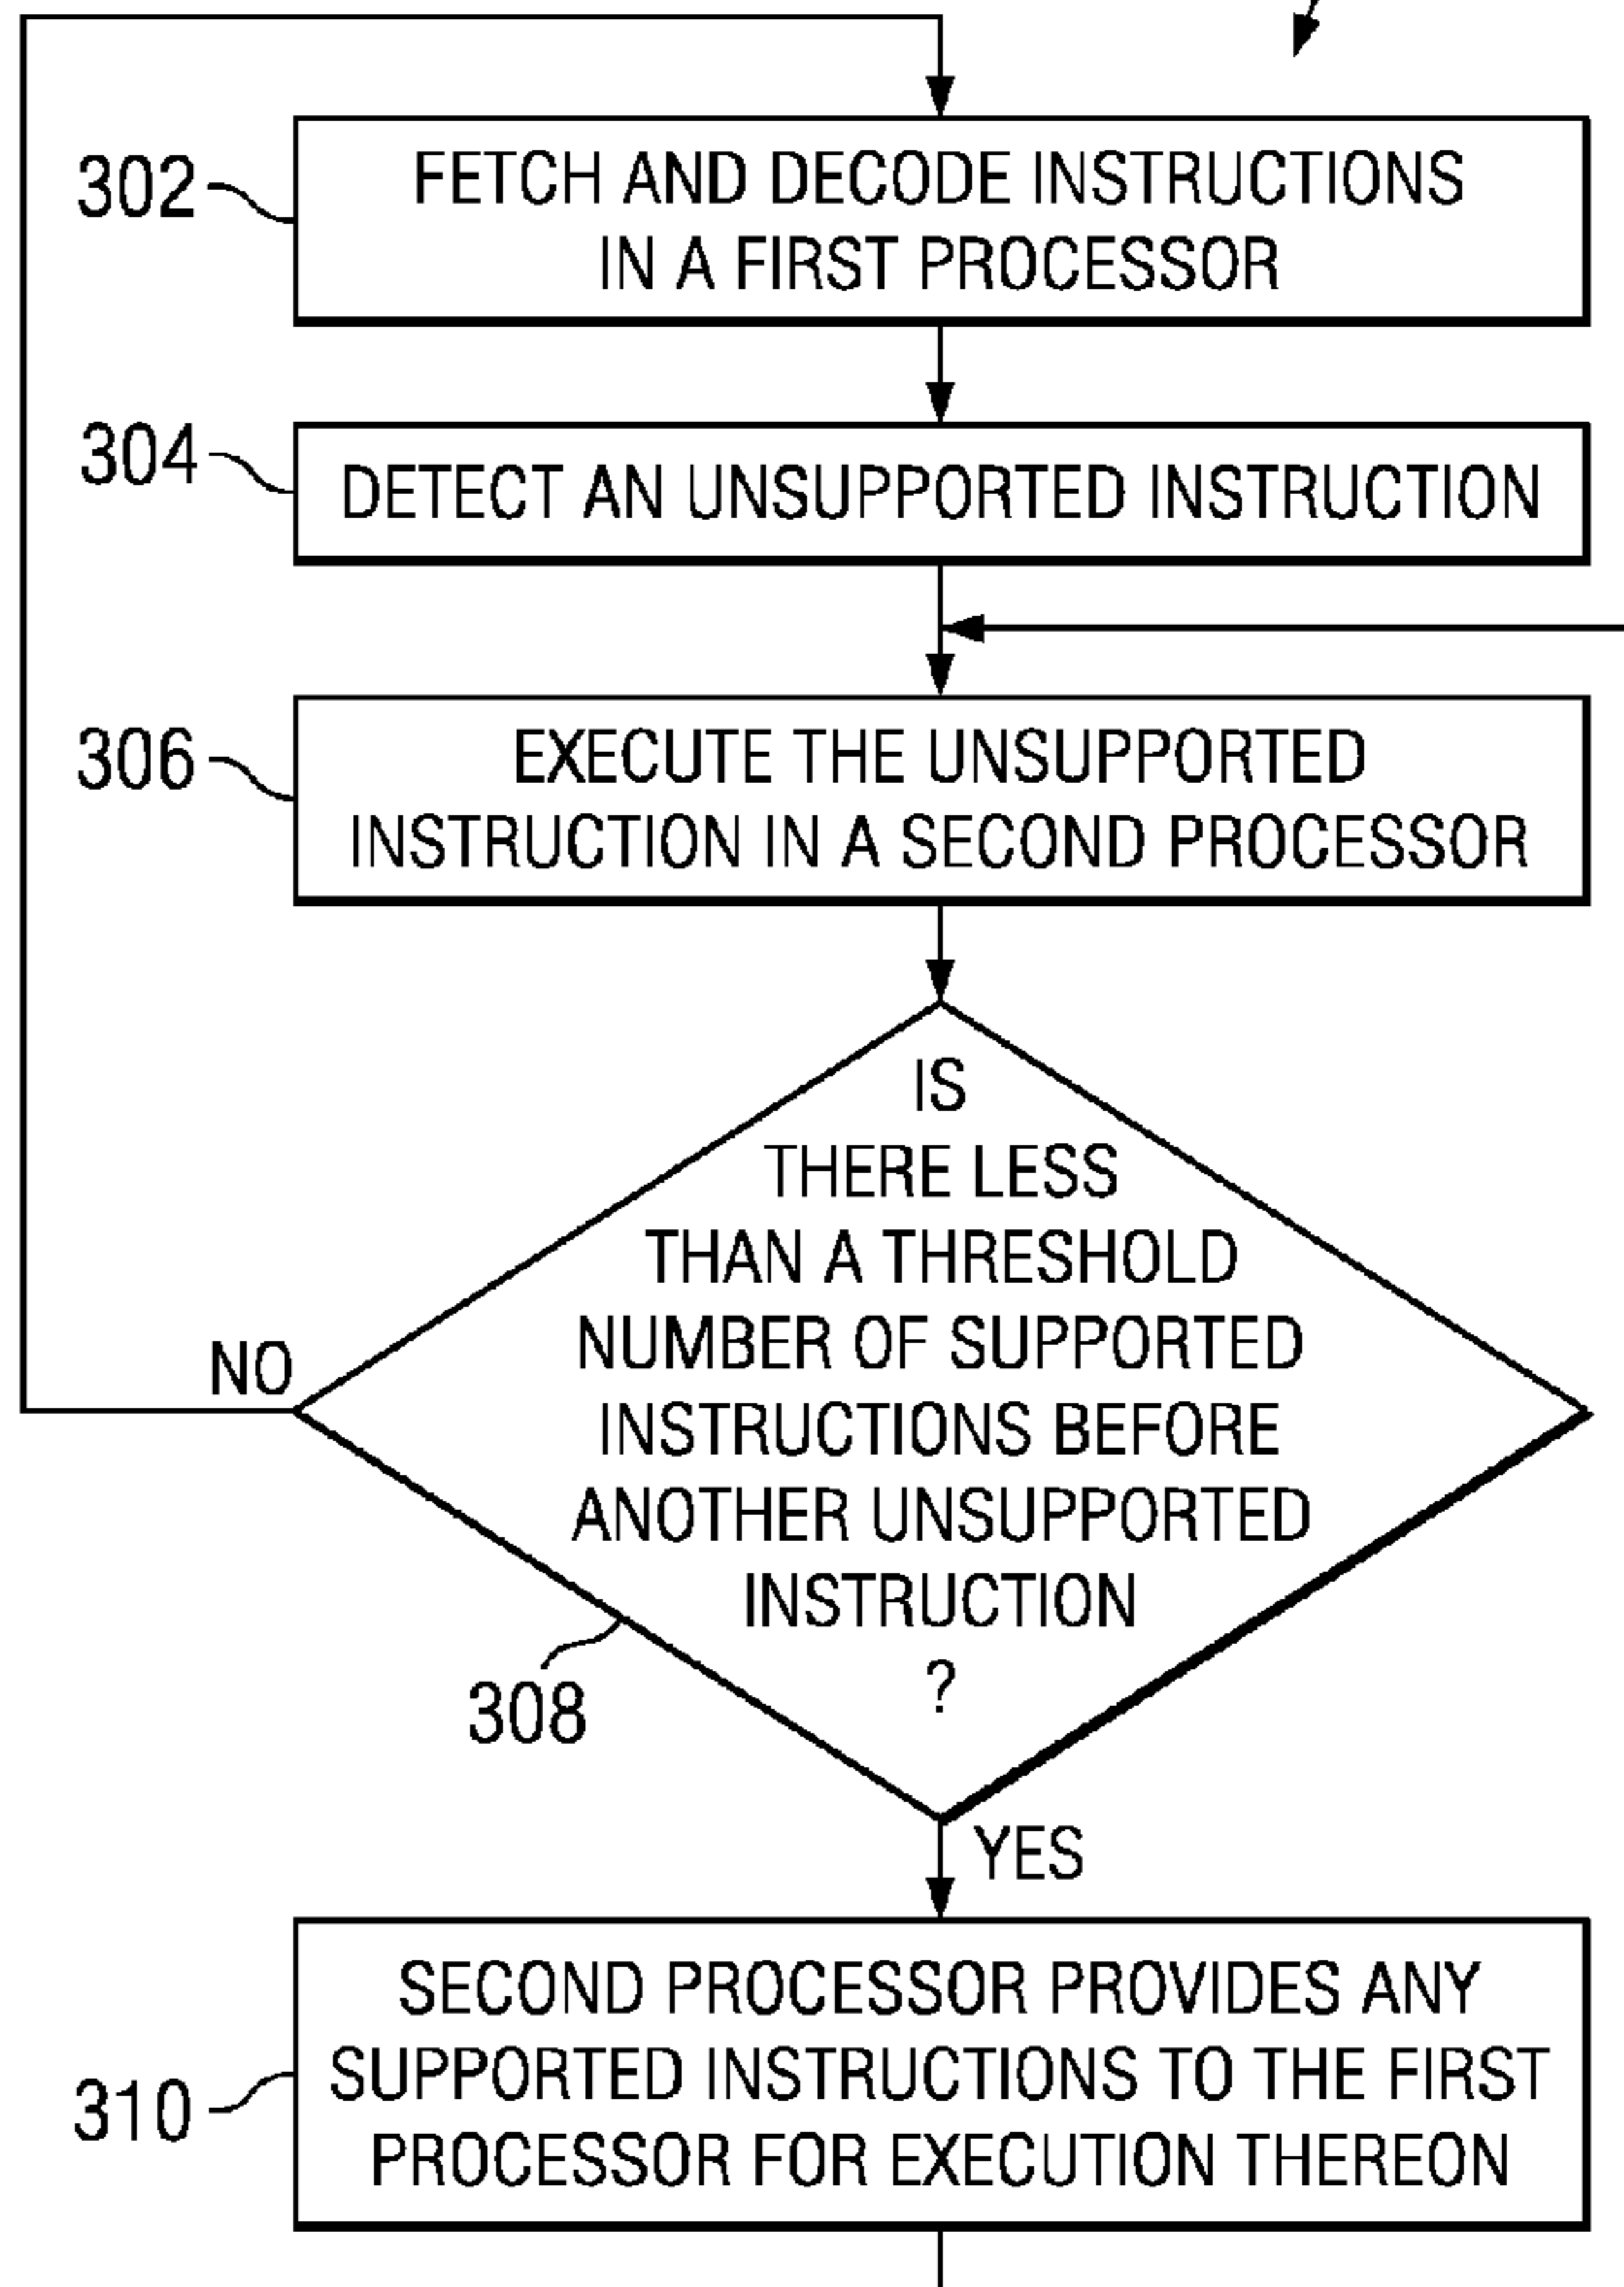 302
FETCH AND DECODE INSTRUCTIONS
IN A FIRST PROCESSOR
304
DETECT AN UNSUPPORTED INSTRUCTION
306
EXECUTE THE UNSUPPORTED
INSTRUCTION IN A SECOND PROCESSOR
IS
THERE LESS
THAN A THRESHOLD
NUMBER OF SUPPORTED
INSTRUCTIONS BEFORE
ANOTHER UNSUPPORTED
INSTRUCTION
?
NO
308
YES
310
SECOND PROCESSOR PROVIDES ANY
SUPPORTED INSTRUCTIONS TO THE FIRST
PROCESSOR FOR EXECUTION THEREON